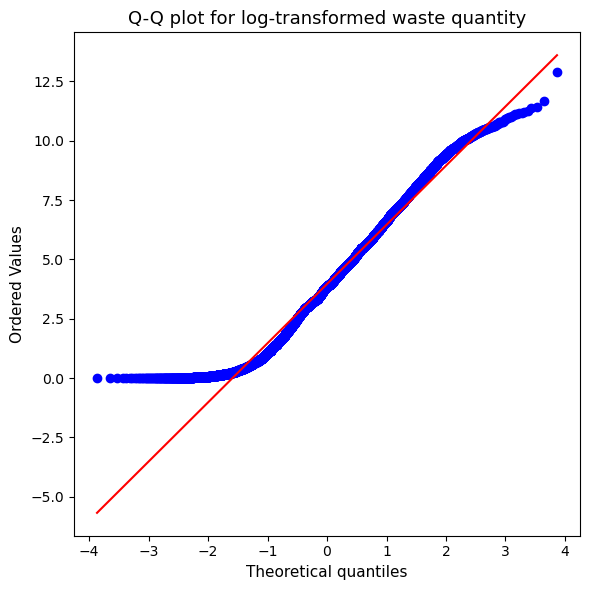 Q-Q plot for log-transformed waste quantity
12.5
10.0
7.5
5.0
2.5
0.0
−2.5
−5.0
Ordered Values
−4 −3 −2 −1 0 1 2 3 4
Theoretical quantiles